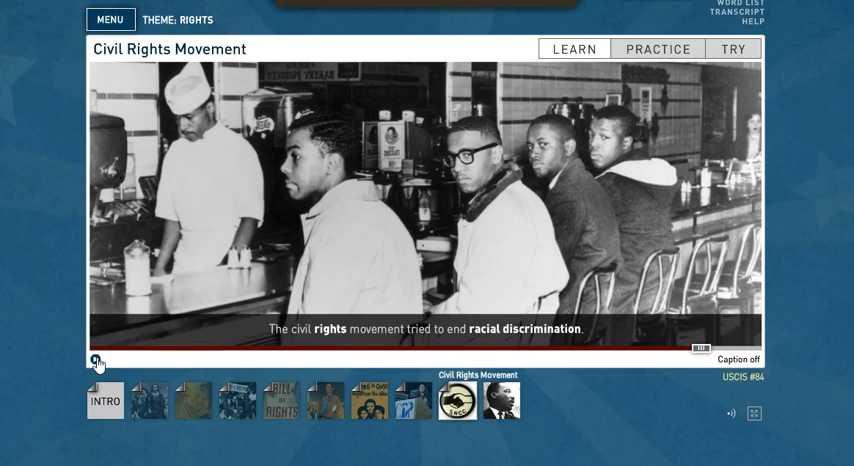 WORD LIST
TRANSCRIPT
HELP
MENU
THEME: RIGHTS
Civil Rights Movement
LEARN
PRACTICE
TRY
The civil rights movement tried to end racial discrimination.
Caption off
Civil Rights Movement
USCIS #84
INTRO
BILL
OF
RIGHTS
SNCC